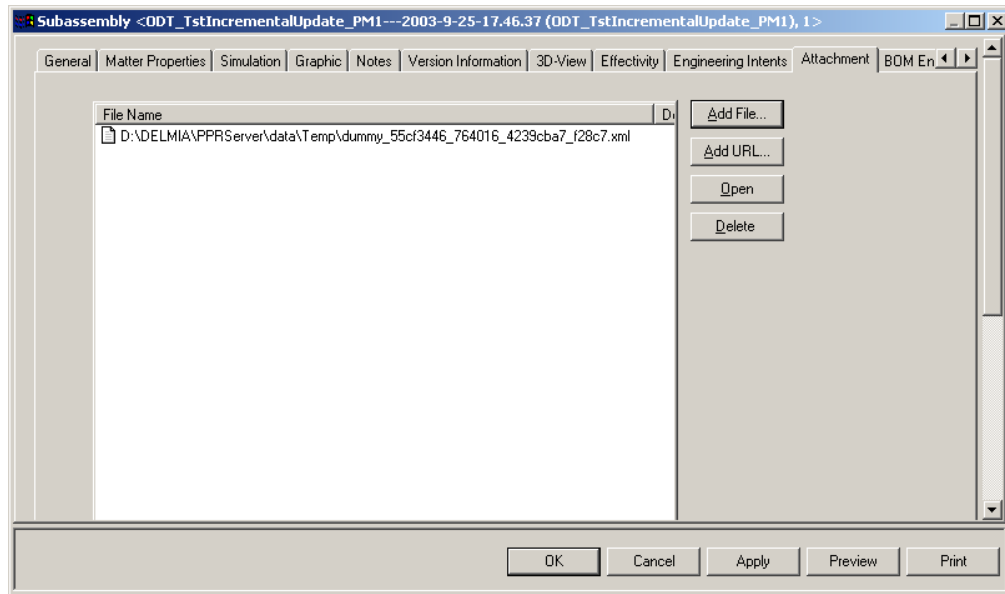 Subassembly <ODT_TstIncrementalUpdate_PM1---2003-9-25-17.46.37 (ODT_TstIncrementalUpdate_PM1), 1>
General Matter Properties Simulation Graphic Notes Version Information 3D-View Effectivity Engineering Intents Attachment BOM En
File Name D
Add File...
D:\DELMIA\PPRServer\data\Temp\dummy_55cf3446_764016_4239cba7_f28c7.xml
Add URL...
Open
Delete
OK Cancel Apply Preview Print